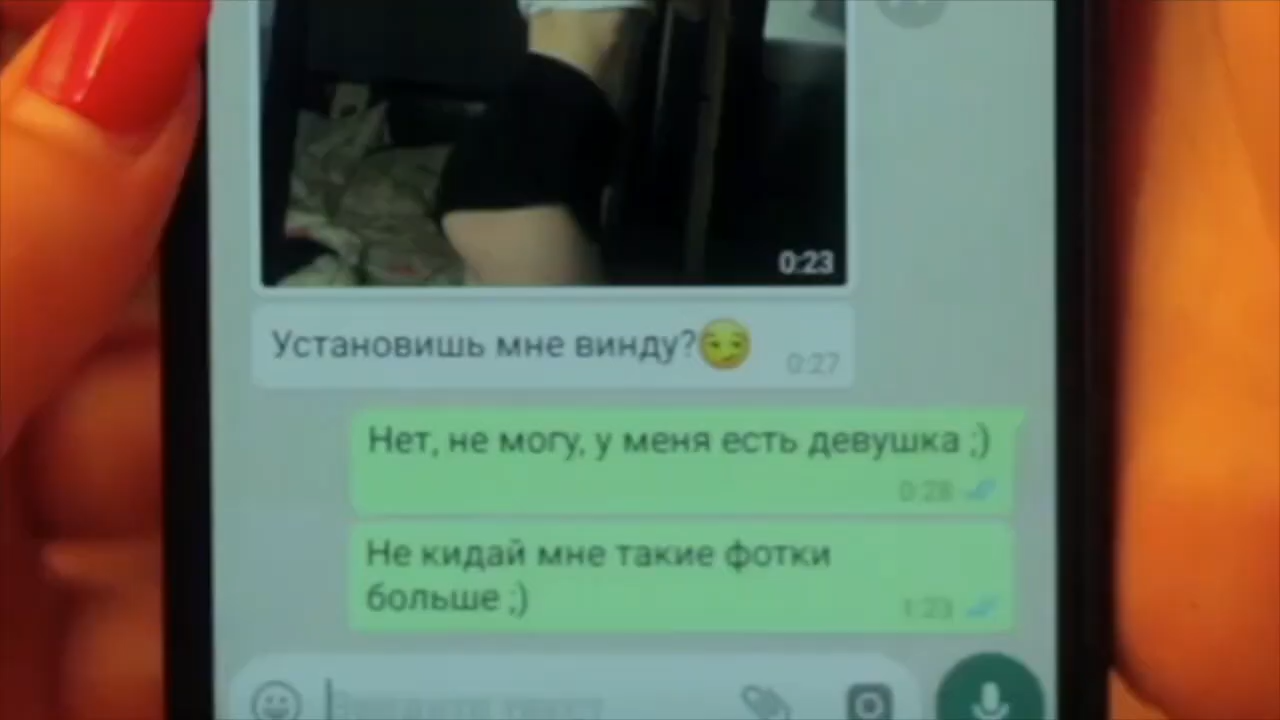 0:23
Установишь мне винду?😏
0:27
Нет, не могу, у меня есть девушка ;)
0:28
Не кидай мне такие фотки
больше ;)
1:23